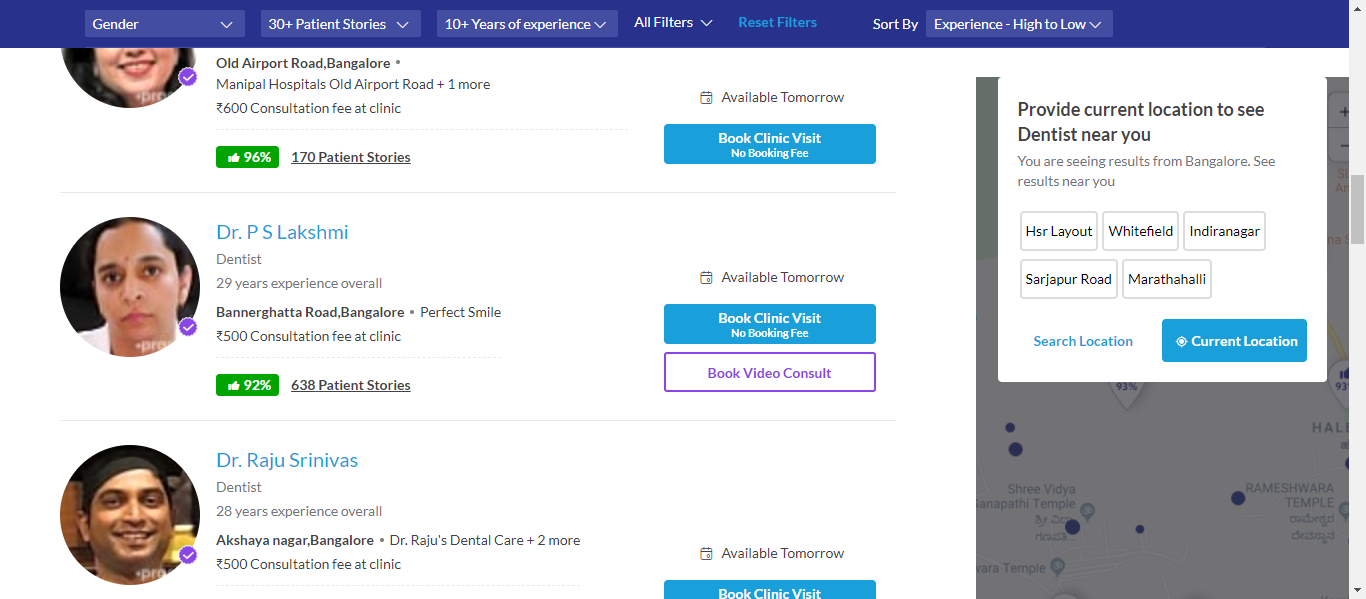 Gender
30+ Patient Stories
10+ Years of experience
All Filters
Reset Filters
Sort By
Experience - High to Low
Old Airport Road,Bangalore •
Manipal Hospitals Old Airport Road + 1 more
₹600 Consultation fee at clinic
96%
170 Patient Stories
Available Tomorrow
Book Clinic Visit
No Booking Fee
Dr. P S Lakshmi
Dentist
29 years experience overall
Bannerghatta Road,Bangalore • Perfect Smile
₹500 Consultation fee at clinic
92%
638 Patient Stories
Available Tomorrow
Book Clinic Visit
No Booking Fee
Book Video Consult
Dr. Raju Srinivas
Dentist
28 years experience overall
Akshaya nagar,Bangalore • Dr. Raju's Dental Care + 2 more
₹500 Consultation fee at clinic
Available Tomorrow
Book Clinic Visit
Provide current location to see
Dentist near you
You are seeing results from Bangalore. See
results near you
Hsr Layout
Whitefield
Indiranagar
Sarjapur Road
Marathahalli
Search Location
Current Location
93%
HALE
Shree Vidya
Ganapathi Temple
RAMESHWARA
TEMPLE
ರಾಮೇಶ್ವರ
ದೇವಸ್ಥಾನ
wara Temple